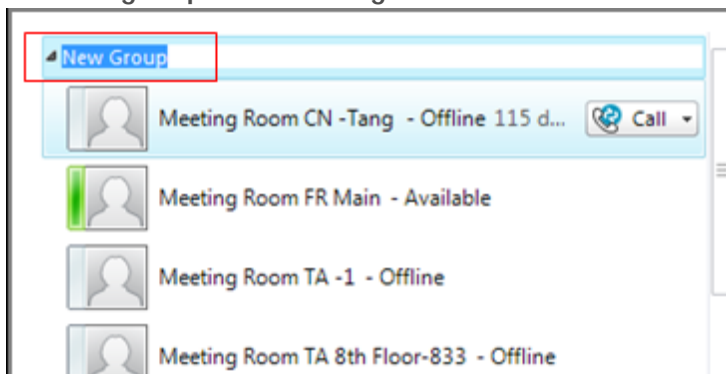 New Group
Meeting Room CN -Tang - Offline 115 d... Call
Meeting Room FR Main - Available
Meeting Room TA -1 - Offline
Meeting Room TA 8th Floor-833 - Offline